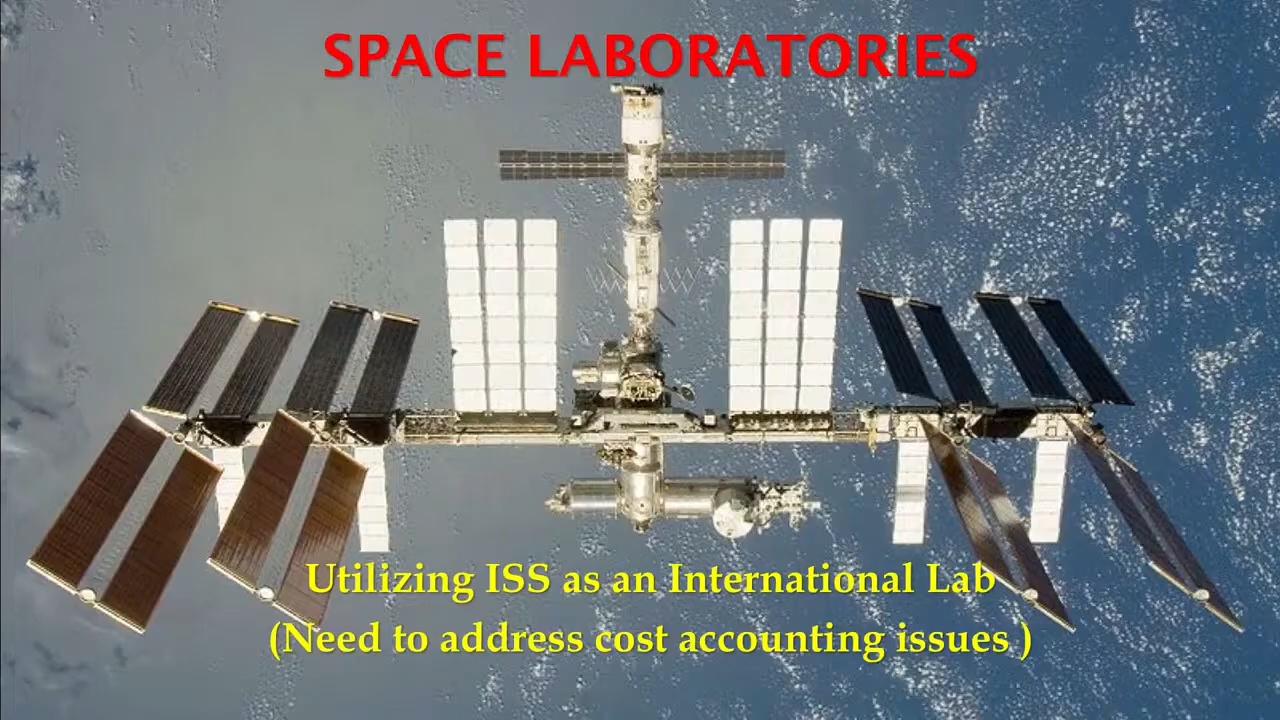 SPACE LABORATORIES
Utilizing ISS as an International Lab
(Need to address cost accounting issues )